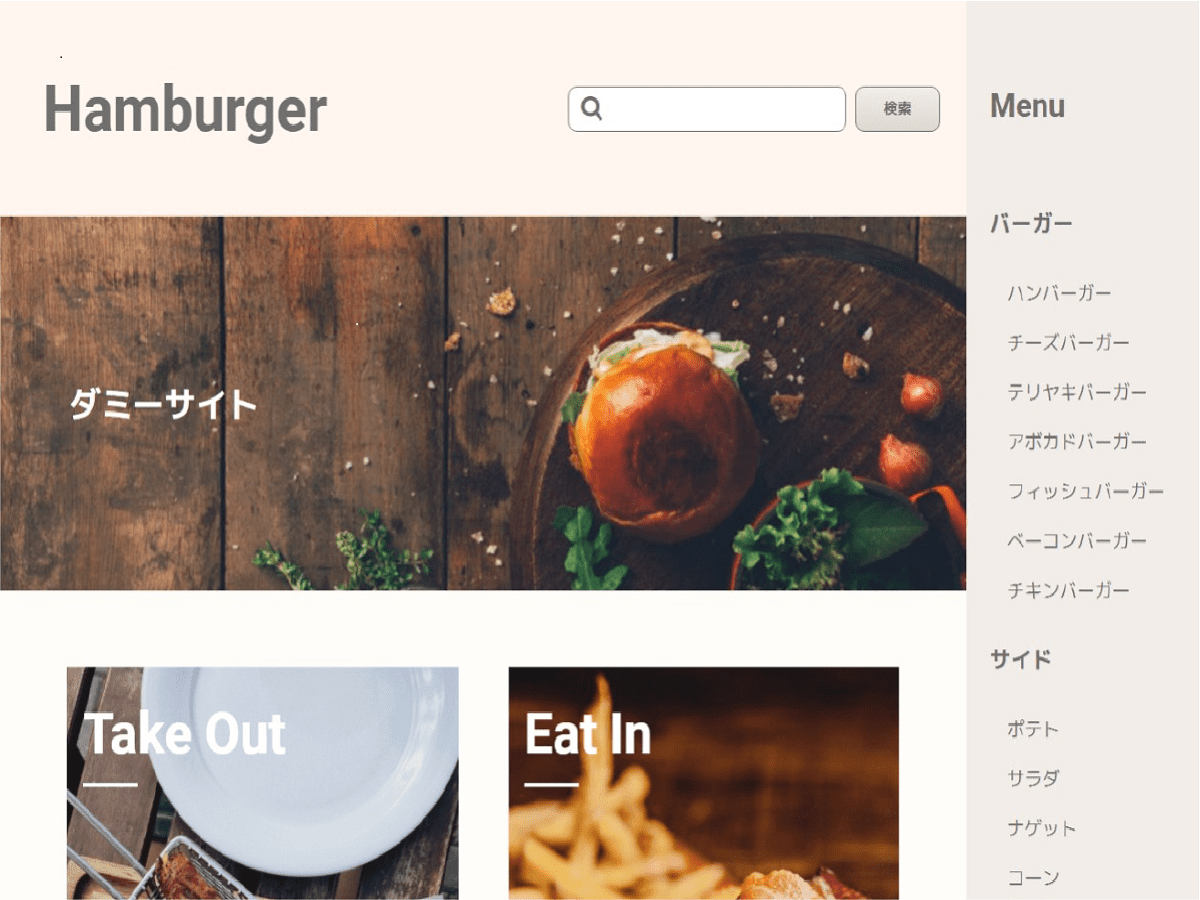 Hamburger
検索
ダミーサイト
Take Out
Eat In
Menu
バーガー
ハンバーガー
チーズバーガー
テリヤキバーガー
アボカドバーガー
フィッシュバーガー
ベーコンバーガー
チキンバーガー
サイド
ポテト
サラダ
ナゲット
コーン